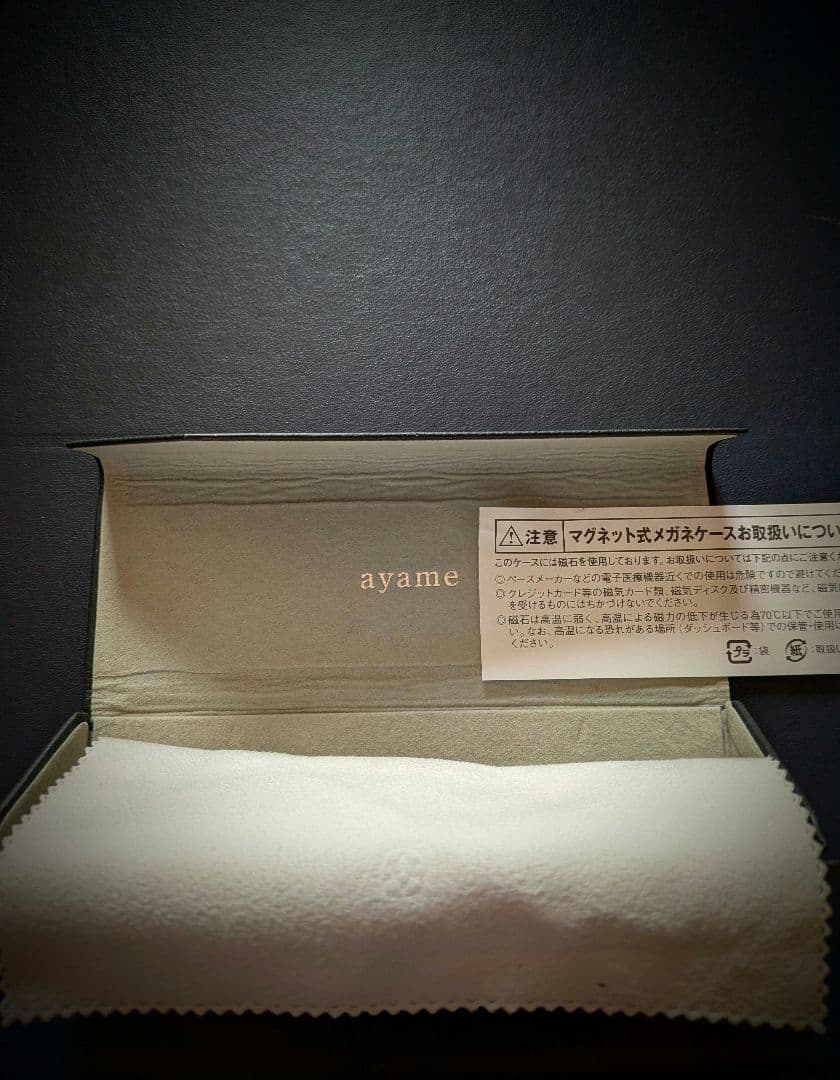 ayame
注意 マグネット式メガネケースお取扱いについ
このケースには磁石を使用しております。お取扱いについては下記の点にご注意く
◎ペースメーカーなどの電子医療機器近くでの使用は危険ですので避けてくだ
◎クレジットカード等の磁気カード類、磁気ディスク及び精密機器など、磁気
を受けるものにはちかづけないでください。
◎磁石は高温に弱く、高温による磁力の低下が生じる為70℃以下でご使用
い。なお、高温になる恐れがある場所(ダッシュボード等)での保管・使用は
ください。
プラ:袋 紙:取扱い